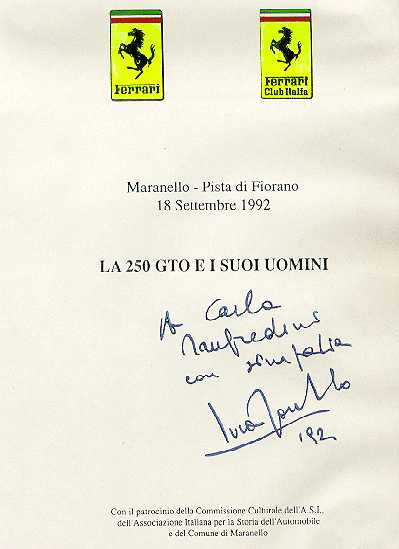 Ferrari Ferrari
Club Italia
Maranello - Pista di Fiorano
18 Settembre 1992
LA 250 GTO E I SUOI UOMINI
A Carla
Manfredini
con simpatia
'92
Con il patrocinio della Commissione Culturale dell'A.S.I.,
dell'Associazione Italiana per la Storia dell'Automobile
e del Comune di Maranello